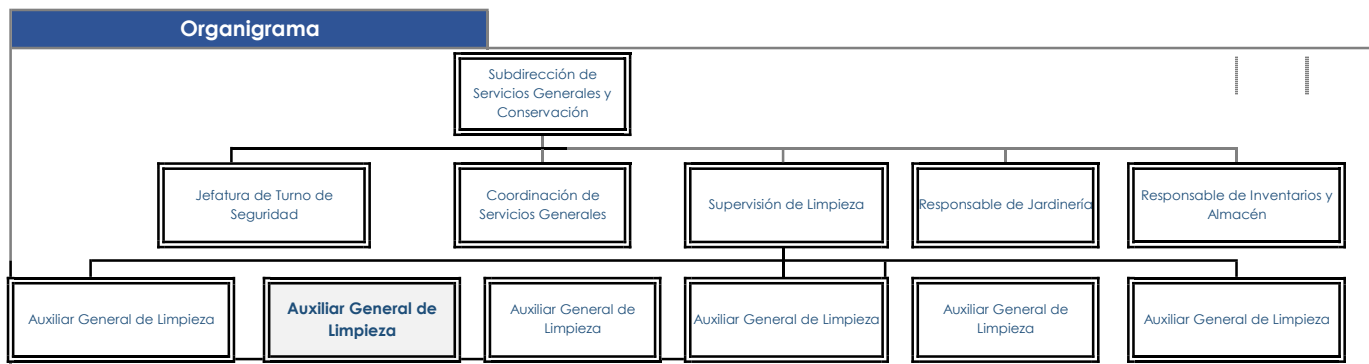 Organigrama
Subdirección de
Servicios Generales y
Conservación
Jefatura de Turno de
Seguridad
Coordinación de
Servicios Generales
Supervisión de Limpieza
Responsable de Jardinería
Responsable de Inventarios y
Almacén
Auxiliar General de Limpieza
Auxiliar General de
Limpieza
Auxiliar General de
Limpieza
Auxiliar General de Limpieza
Auxiliar General de
Limpieza
Auxiliar General de Limpieza